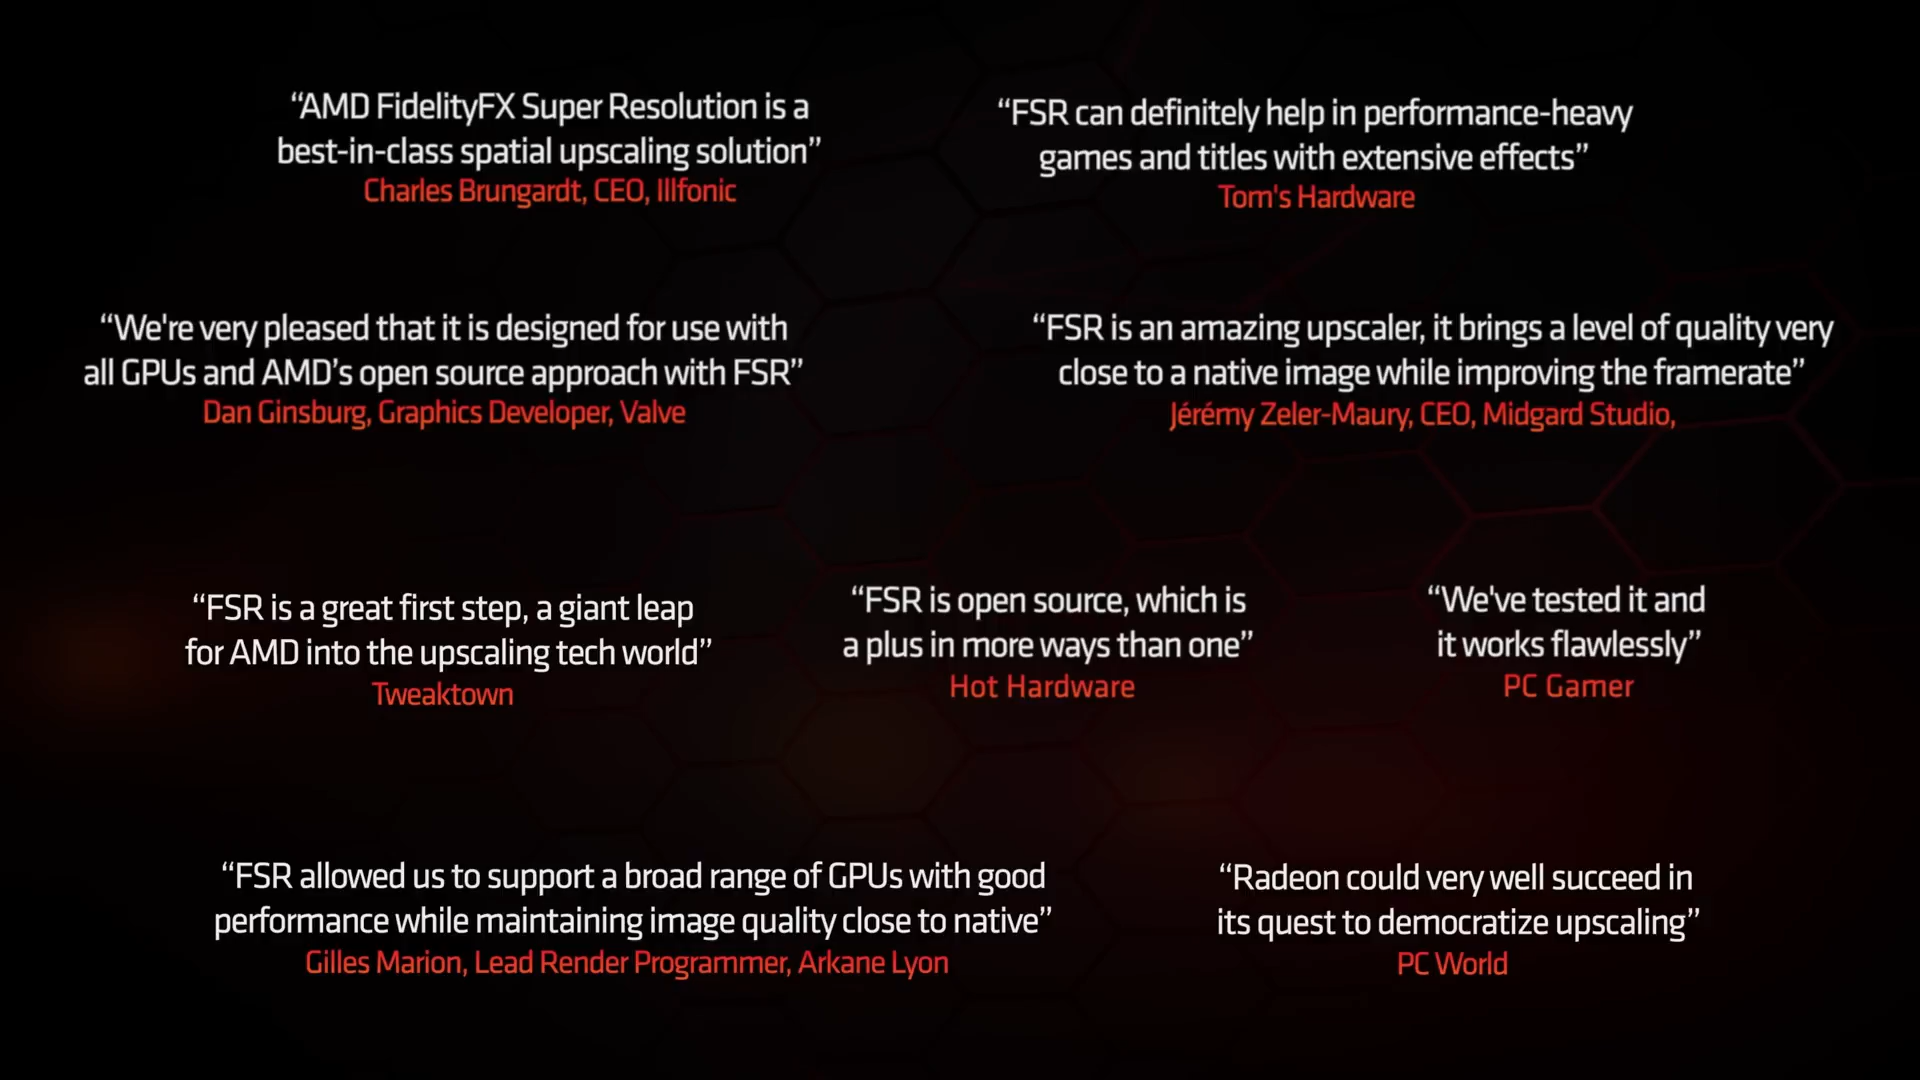 “AMD FidelityFX Super Resolution is a
best-in-class spatial upscaling solution”
Charles Brungardt, CEO, Illfonic
“FSR can definitely help in performance-heavy
games and titles with extensive effects”
Tom's Hardware
“We're very pleased that it is designed for use with
all GPUs and AMD’s open source approach with FSR”
Dan Ginsburg, Graphics Developer, Valve
“FSR is an amazing upscaler, it brings a level of quality very
close to a native image while improving the framerate”
Jérémy Zeler-Maury, CEO, Midgard Studio,
“FSR is a great first step, a giant leap
for AMD into the upscaling tech world”
Tweaktown
“FSR is open source, which is
a plus in more ways than one”
Hot Hardware
“We've tested it and
it works flawlessly”
PC Gamer
“FSR allowed us to support a broad range of GPUs with good
performance while maintaining image quality close to native”
Gilles Marion, Lead Render Programmer, Arkane Lyon
“Radeon could very well succeed in
its quest to democratize upscaling”
PC World